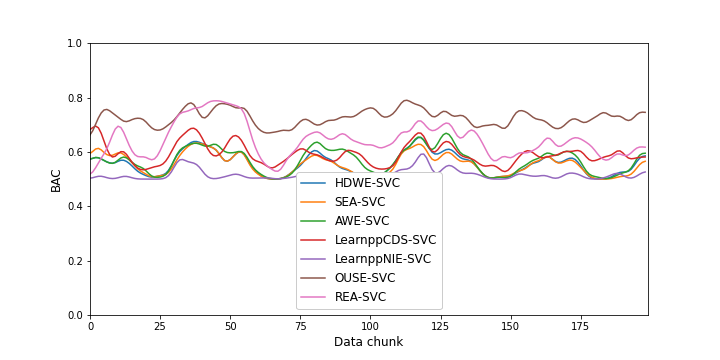 1.0
0.8
0.6
0.4
0.2
0.0
BAC
HDWE-SVC
SEA-SVC
AWE-SVC
LearnppCDS-SVC
LearnppNIE-SVC
OUSE-SVC
REA-SVC
0 25 50 75 100 125 150 175
Data chunk